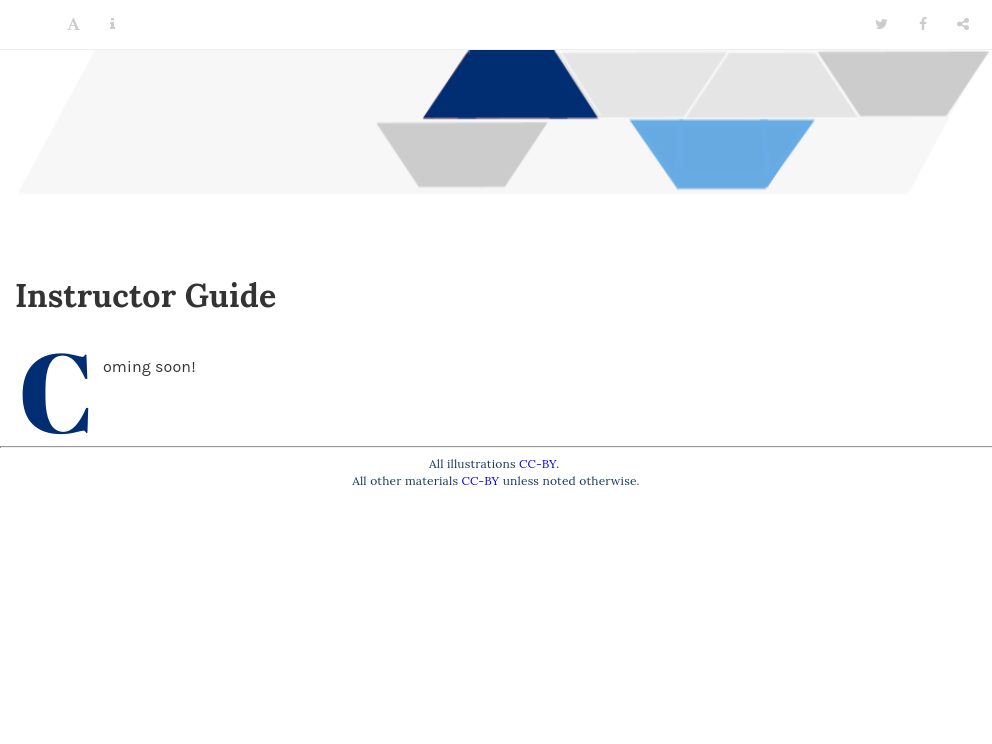 A i
Instructor Guide
Coming soon!
All illustrations CC-BY.
All other materials CC-BY unless noted otherwise.